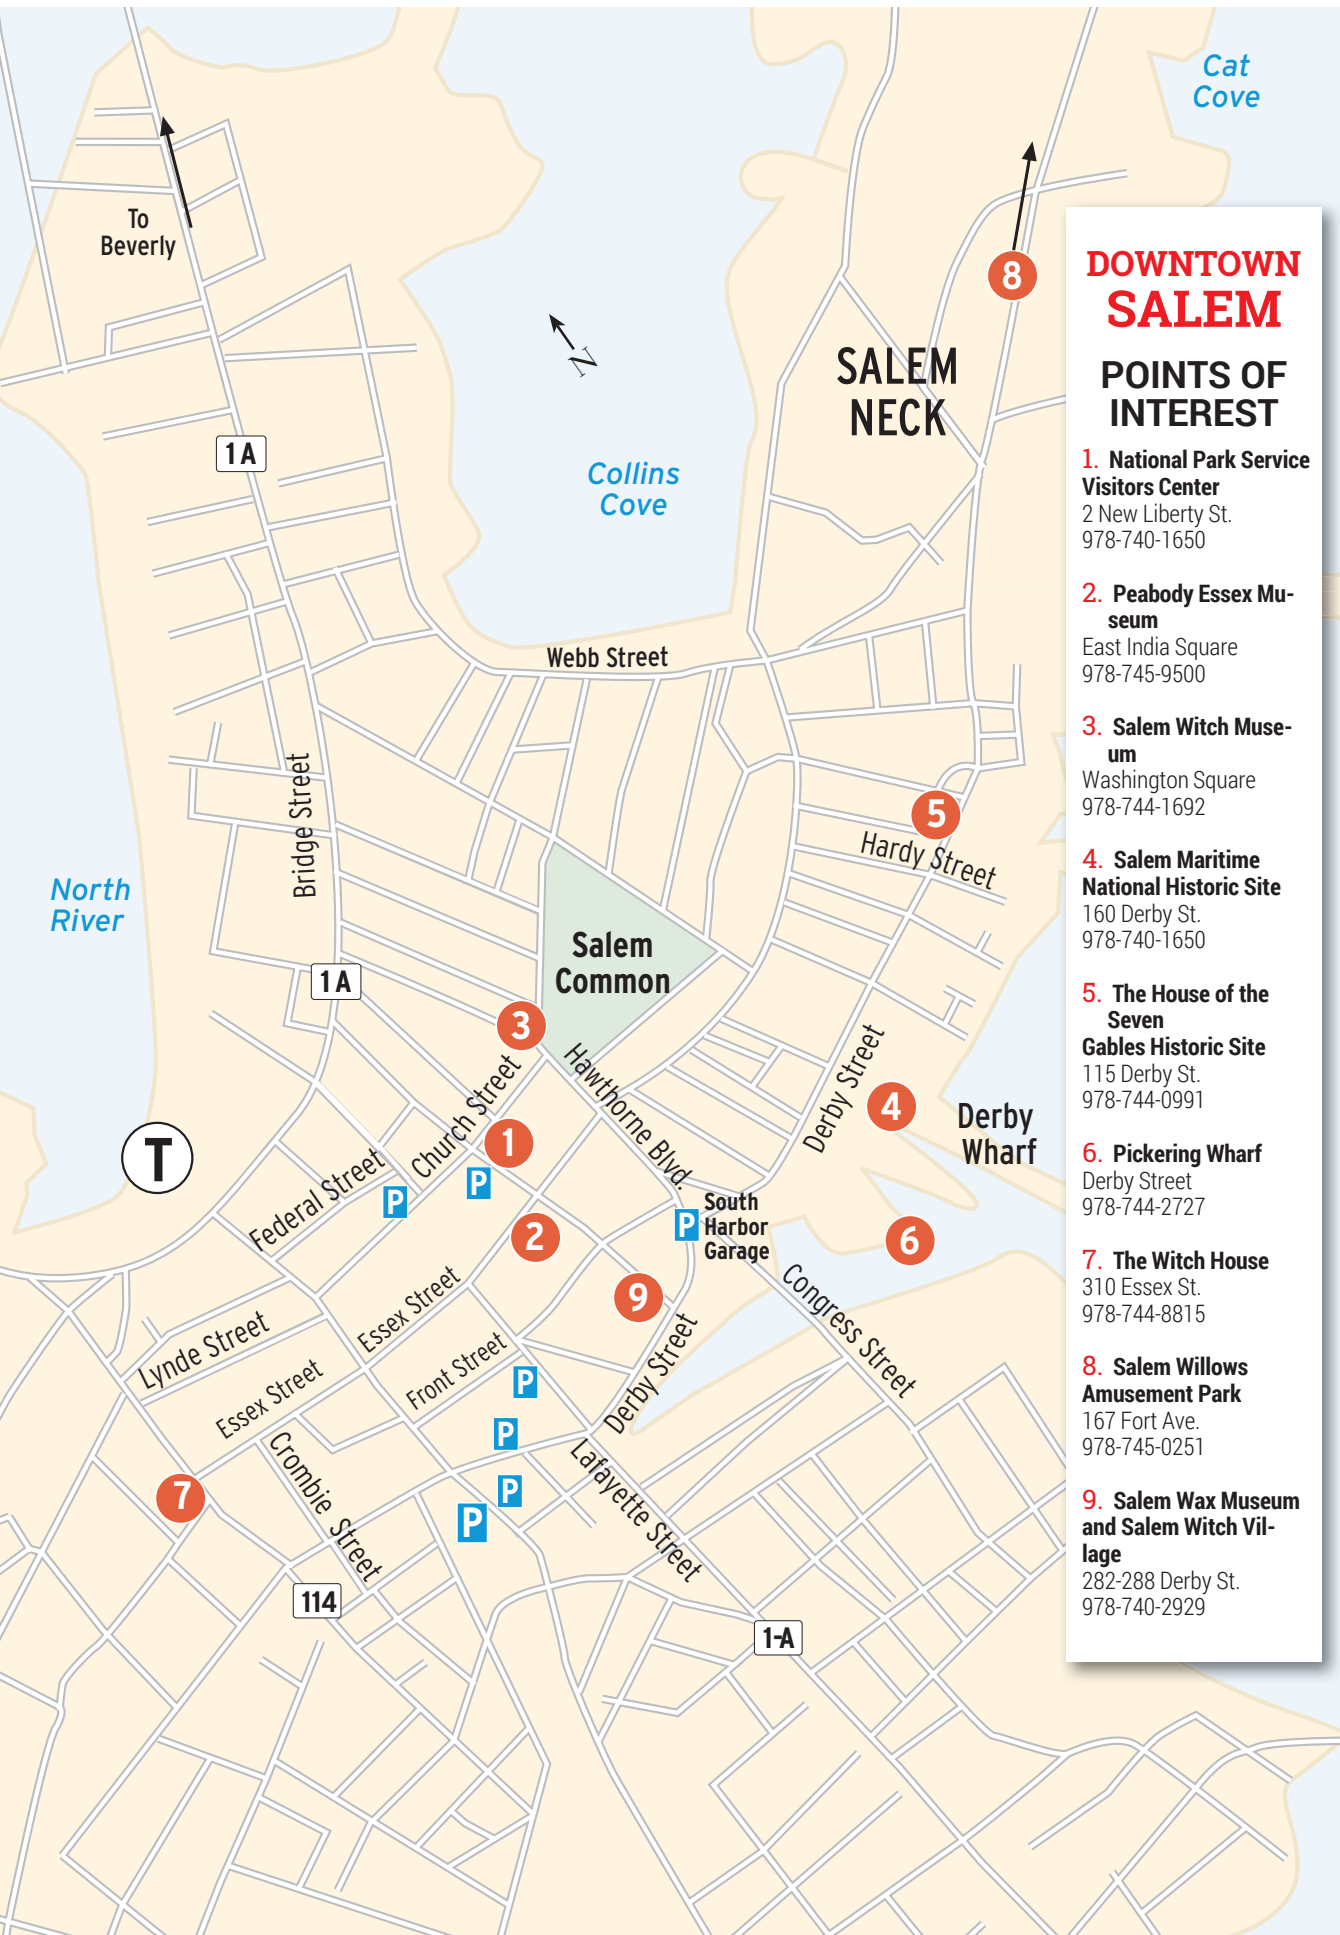 Cat
Cove
To
Beverly
8
N
SALEM
NECK
1A
Collins
Cove
Webb Street
Bridge Street
5
Hardy Street
North
River
Salem
Common
1A
3
Hawthorne Blvd.
Church Street
Derby Street
4
Derby
Wharf
T
1
Federal Street
P
P
2
South
Harbor
Garage
P
6
9
Congress Street
Essex Street
Lynde Street
Front Street
Derby Street
Essex Street
P
P
Crombie Street
Lafayette Street
7
P
P
114
1-A
DOWNTOWN
SALEM
POINTS OF
INTEREST
1. National Park Service
Visitors Center
2 New Liberty St.
978-740-1650
2. Peabody Essex Mu-
seum
East India Square
978-745-9500
3. Salem Witch Muse-
um
Washington Square
978-744-1692
4. Salem Maritime
National Historic Site
160 Derby St.
978-740-1650
5. The House of the
Seven
Gables Historic Site
115 Derby St.
978-744-0991
6. Pickering Wharf
Derby Street
978-744-2727
7. The Witch House
310 Essex St.
978-744-8815
8. Salem Willows
Amusement Park
167 Fort Ave.
978-745-0251
9. Salem Wax Museum
and Salem Witch Vil-
lage
282-288 Derby St.
978-740-2929